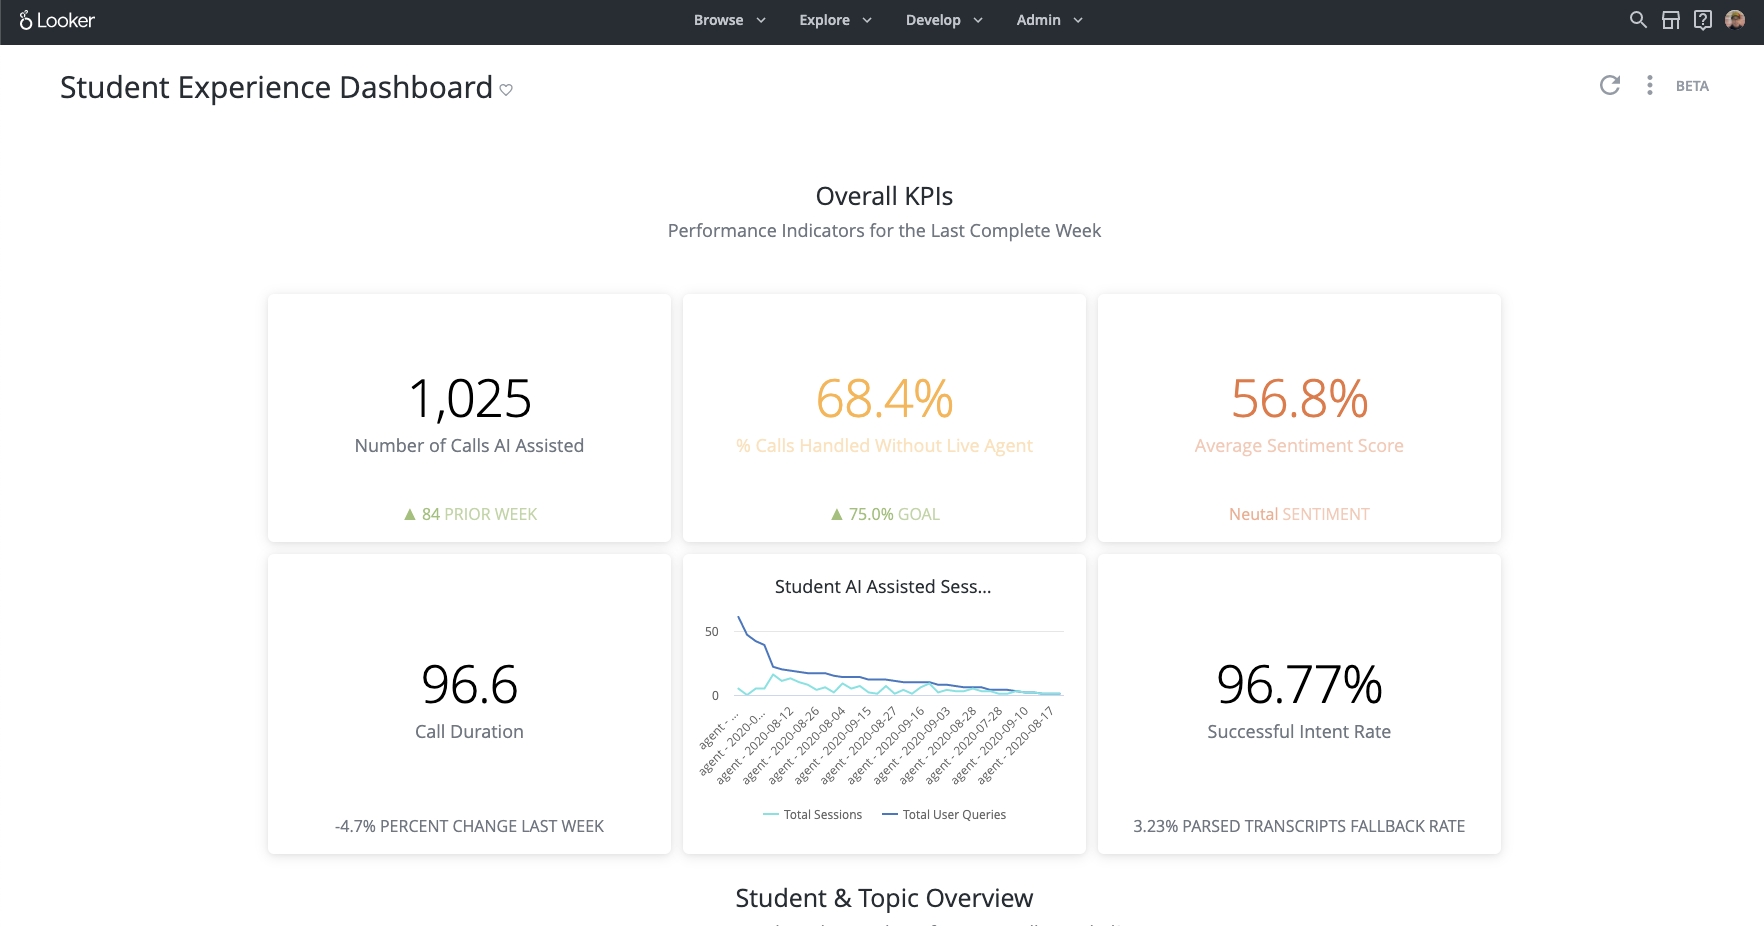 Looker
Browse Explore Develop Admin
Student Experience Dashboard
BETA
Overall KPIs
Performance Indicators for the Last Complete Week
1,025
Number of Calls AI Assisted
▲ 84 PRIOR WEEK
68.4%
% Calls Handled Without Live Agent
▲ 75.0% GOAL
56.8%
Average Sentiment Score
Neutal SENTIMENT
96.6
Call Duration
-4.7% PERCENT CHANGE LAST WEEK
Student AI Assisted Sess...
50
0
agent - ...
agent - 2020-0...
agent - 2020-08-12
agent - 2020-08-26
agent - 2020-08-04
agent - 2020-09-15
agent - 2020-08-27
agent - 2020-09-16
agent - 2020-09-03
agent - 2020-08-28
agent - 2020-07-28
agent - 2020-09-10
agent - 2020-08-17
Total Sessions Total User Queries
96.77%
Successful Intent Rate
3.23% PARSED TRANSCRIPTS FALLBACK RATE
Student & Topic Overview